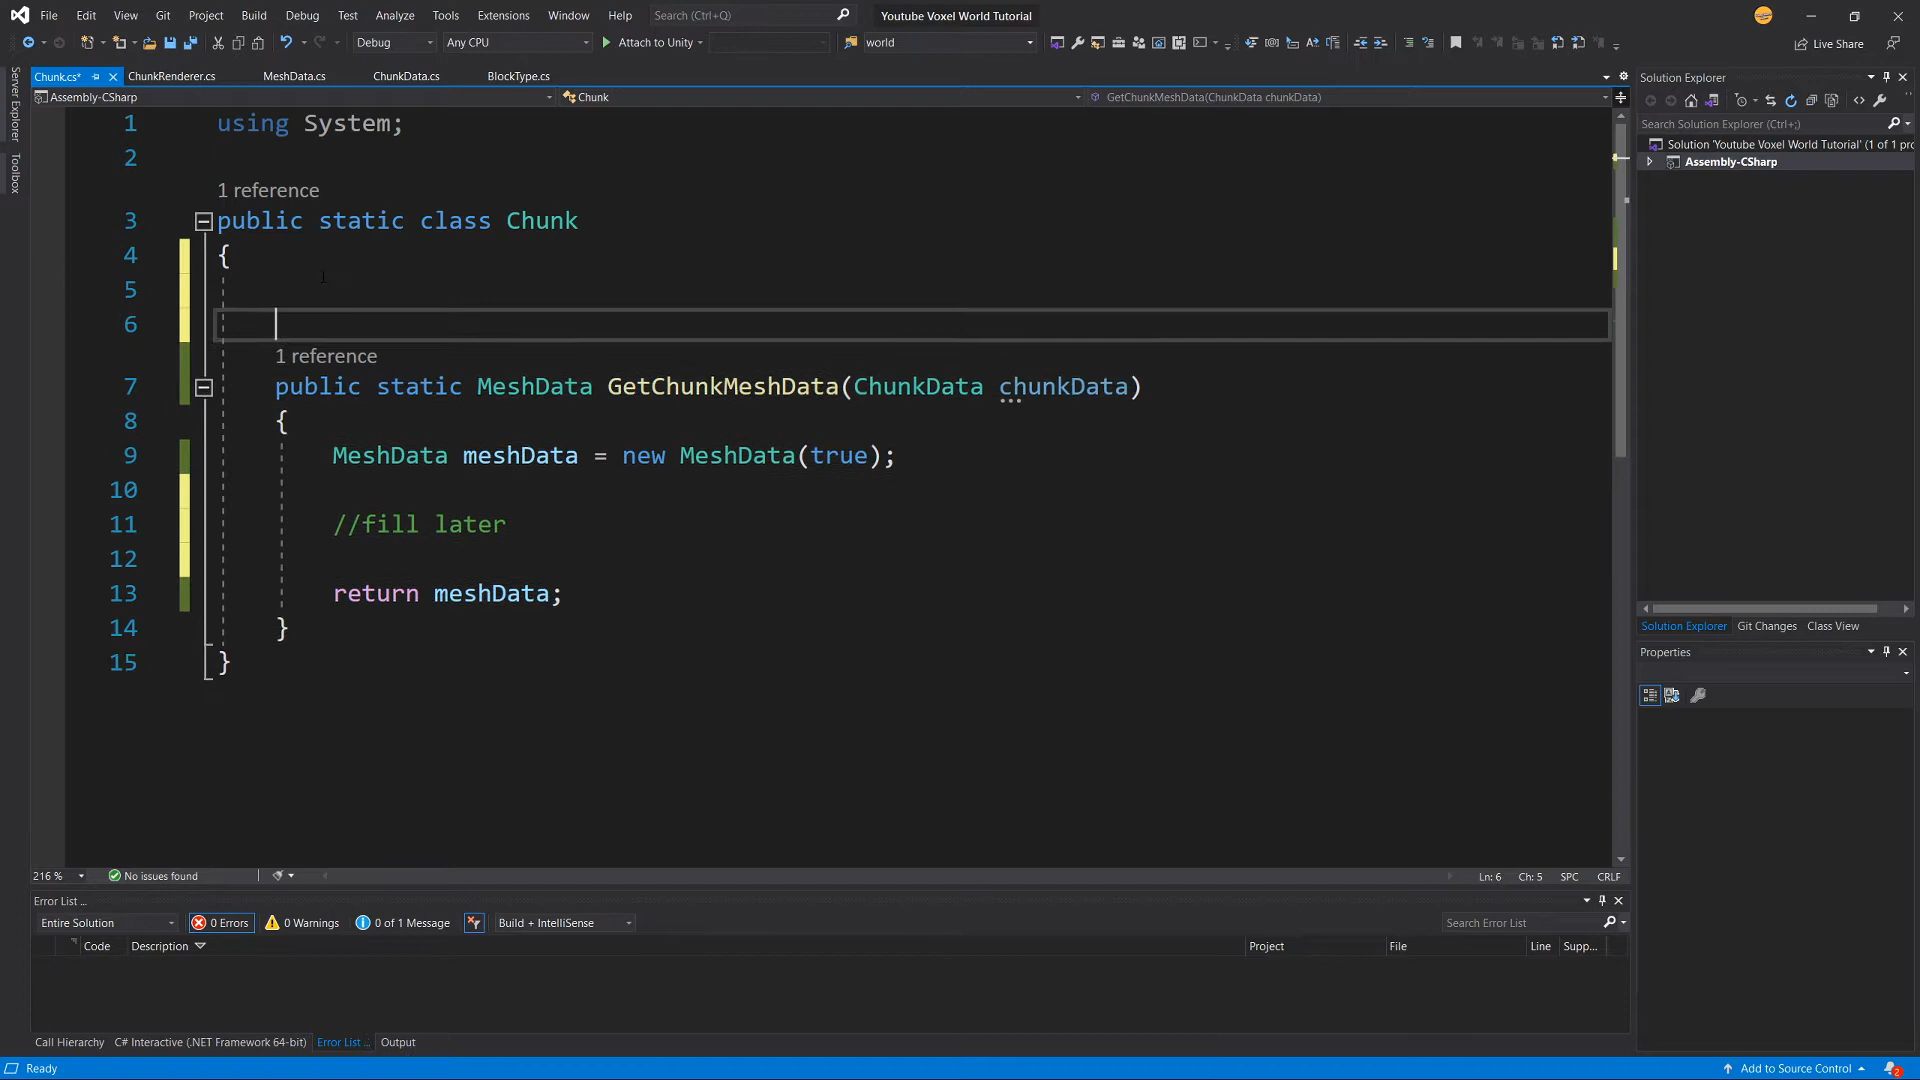 File Edit View Git Project Build Debug Test Analyze Tools Extensions Window Help Search (Ctrl+Q) Youtube Voxel World Tutorial
Debug Any CPU Attach to Unity world Live Share
Chunk.cs* ChunkRenderer.cs MeshData.cs ChunkData.cs BlockType.cs
Assembly-CSharp Chunk GetChunkMeshData(ChunkData chunkData)
Server Explorer
Toolbox
1 using System;
2
1 reference
3 public static class Chunk
4 {
5
6
1 reference
7 public static MeshData GetChunkMeshData(ChunkData chunkData)
8 {
9 MeshData meshData = new MeshData(true);
10
11 //fill later
12
13 return meshData;
14 }
15 }
216 % No issues found Ln: 6 Ch: 5 SPC CRLF
Error List ...
Entire Solution 0 Errors 0 Warnings 0 of 1 Message Build + IntelliSense Search Error List
Code Description Project File Line Supp...
Call Hierarchy C# Interactive (.NET Framework 64-bit) Error List ... Output
Solution Explorer
Search Solution Explorer (Ctrl+;)
Solution 'Youtube Voxel World Tutorial' (1 of 1 pro
Assembly-CSharp
Solution Explorer Git Changes Class View
Properties
Ready Add to Source Control 2